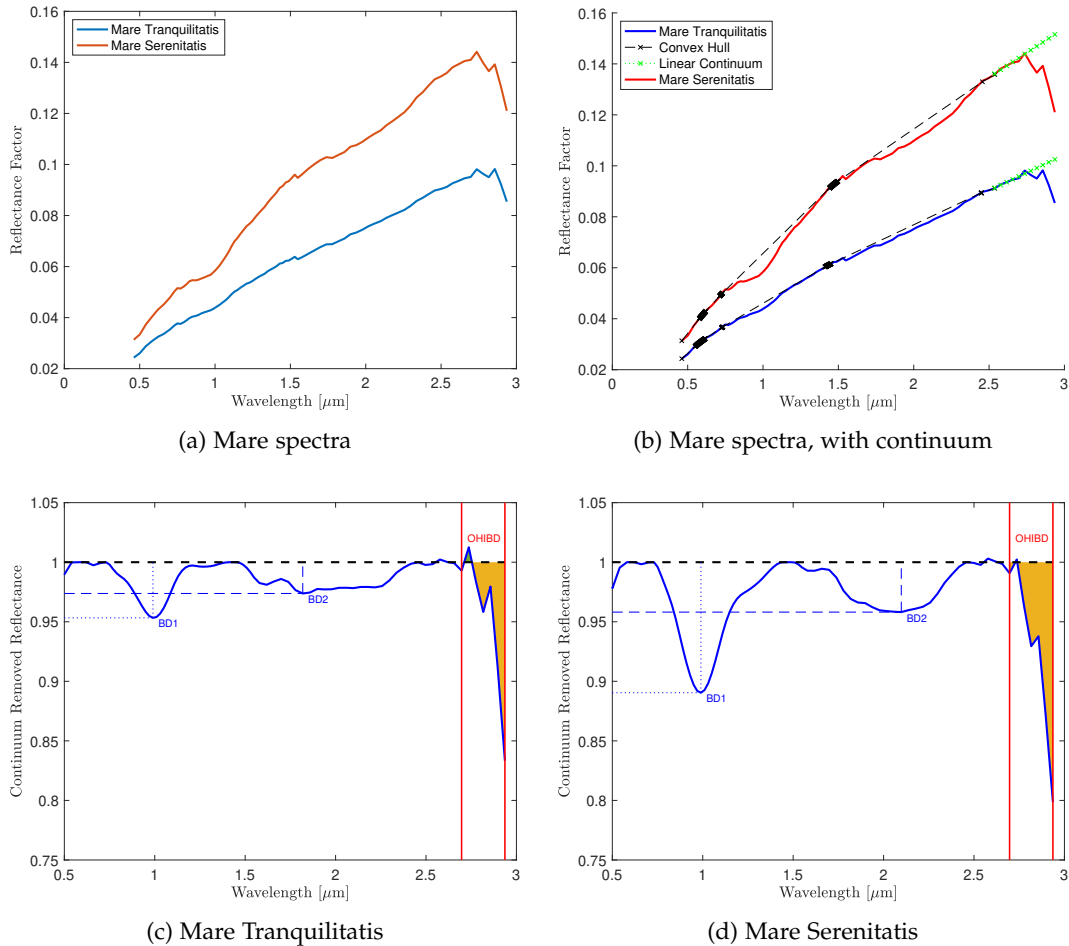 0.16
0.14
0.12
0.1
0.08
0.06
0.04
0.02
Reflectance Factor
Mare Tranquilitatis
Mare Serenitatis
0 0.5 1 1.5 2 2.5 3
Wavelength [μm]
(a) Mare spectra
0.16
0.14
0.12
0.1
0.08
0.06
0.04
0.02
Reflectance Factor
Mare Tranquilitatis
Convex Hull
Linear Continuum
Mare Serenitatis
0 0.5 1 1.5 2 2.5 3
Wavelength [μm]
(b) Mare spectra, with continuum
1.05
1
0.95
0.9
0.85
0.8
0.75
Continuum Removed Reflectance
OHIBD
BD2
BD1
0.5 1 1.5 2 2.5 3
Wavelength [μm]
(c) Mare Tranquilitatis
1.05
1
0.95
0.9
0.85
0.8
0.75
Continuum Removed Reflectance
OHIBD
BD2
BD1
0.5 1 1.5 2 2.5 3
Wavelength [μm]
(d) Mare Serenitatis